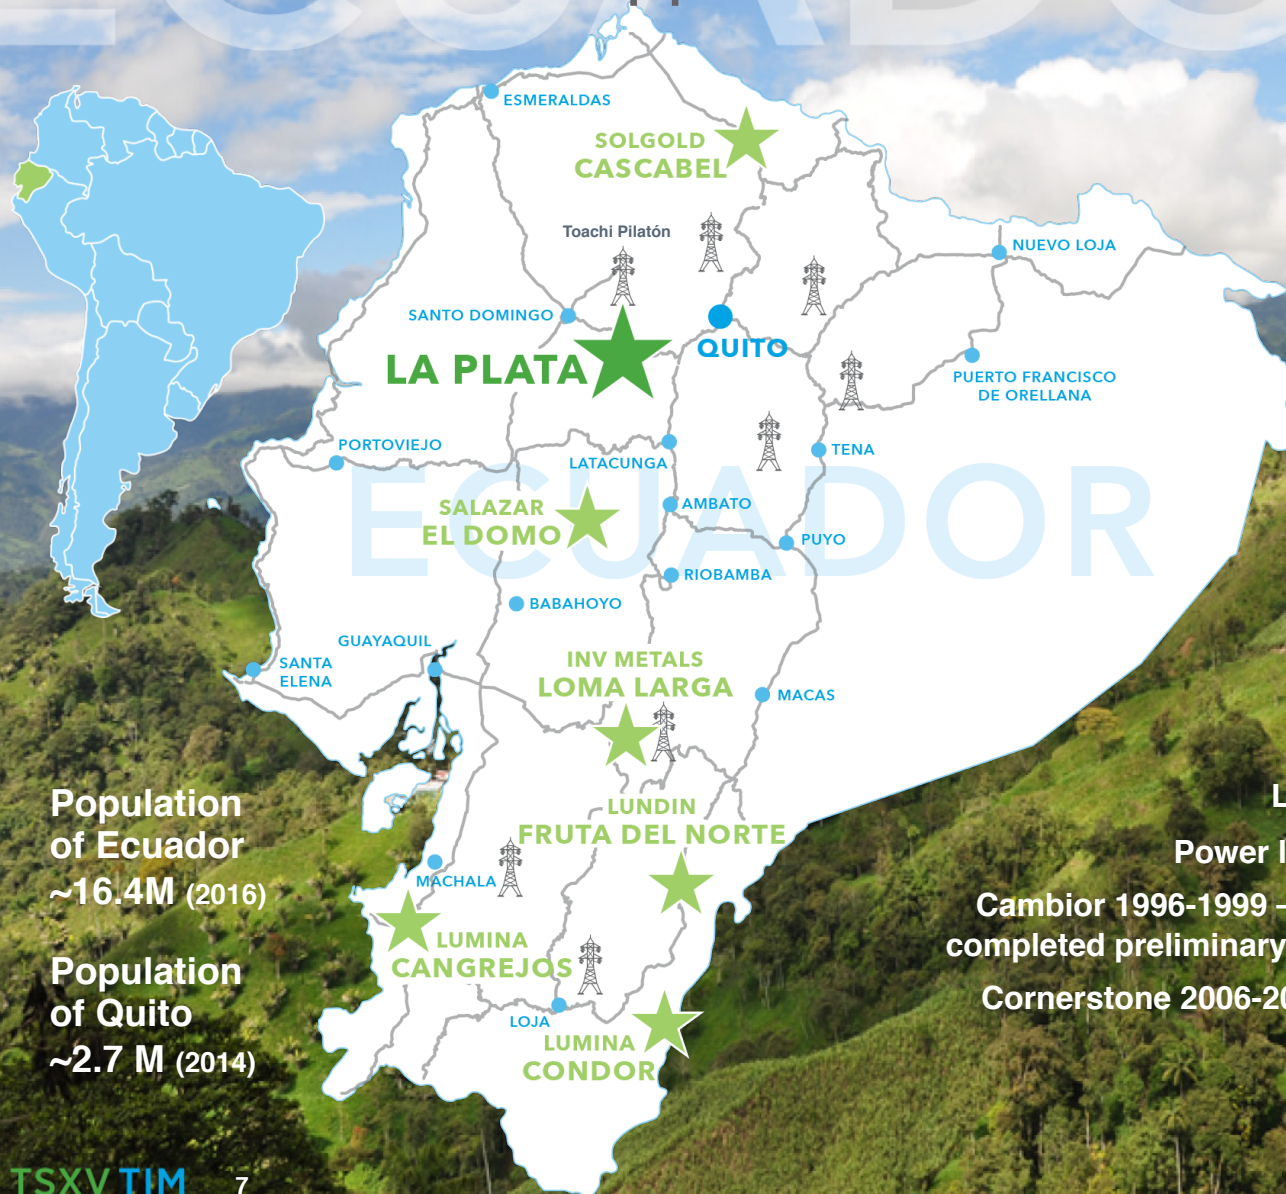 ECUADO
ESMERALDAS
SOLGOLD
CASCABEL
Toachi Pilatón
NUEVO LOJA
SANTO DOMINGO
QUITO
LA PLATA
PUERTO FRANCISCO
DE ORELLANA
PORTOVIEJO
LATACUNGA
TENA
ECUADOR
SALAZAR
EL DOMO
AMBATO
PUYO
RIOBAMBA
BABAHOYO
GUAYAQUIL
SANTA
ELENA
INV METALS
LOMA LARGA
MACAS
LUNDIN
FRUTA DEL NORTE
MACHALA
LUMINA
CANGREJOS
LOJA
LUMINA
CONDOR
Population
of Ecuador
~16.4M (2016)
Population
of Quito
~2.7 M (2014)
L
Power I
Cambior 1996-1999 –
completed preliminary
Cornerstone 2006-20
TSXV TIM 7